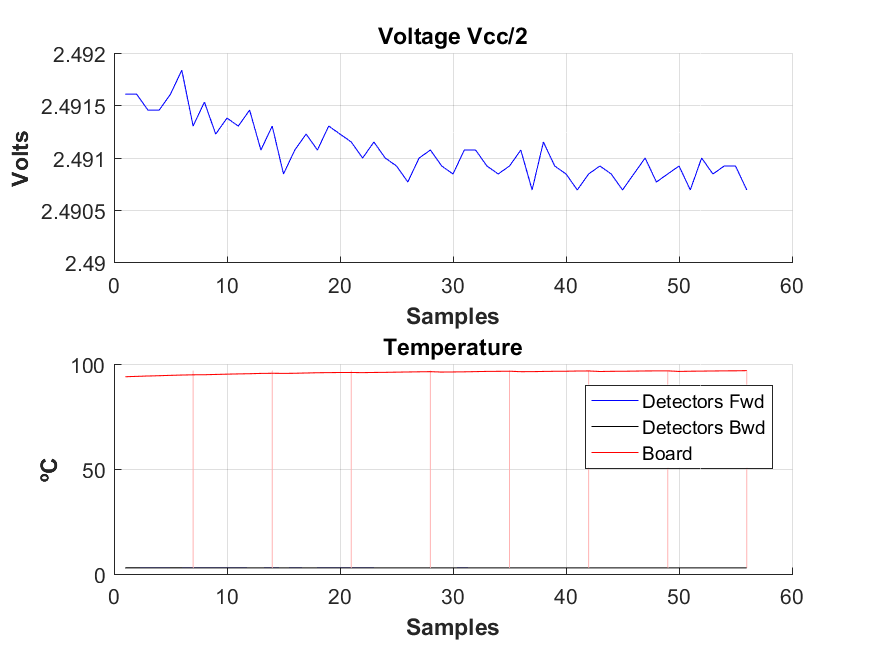 Voltage Vcc/2
2.492
2.4915
2.491
2.4905
2.49
Volts
0 10 20 30 40 50 60
Samples
Temperature
100
50
0
ºC
Detectors Fwd
Detectors Bwd
Board
0 10 20 30 40 50 60
Samples